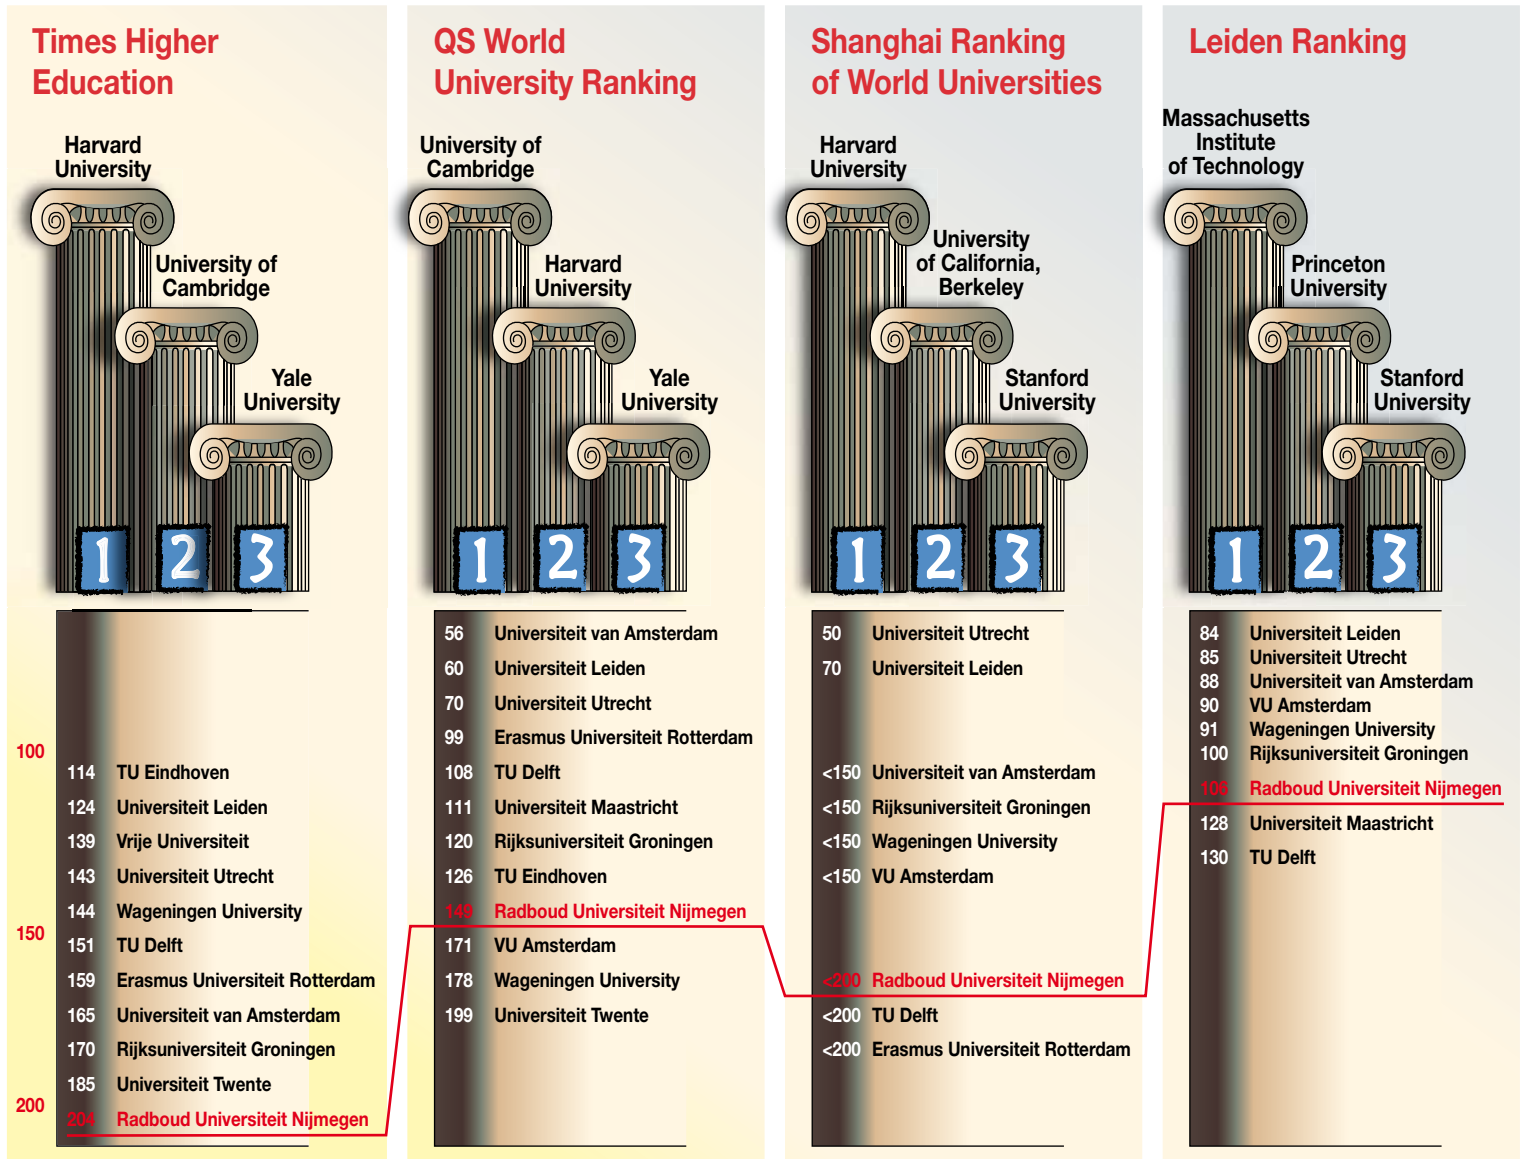 Times Higher
Education
Harvard
University
University of
Cambridge
Yale
University
1 2 3
100
150
200
114 TU Eindhoven
124 Universiteit Leiden
139 Vrije Universiteit
143 Universiteit Utrecht
144 Wageningen University
151 TU Delft
159 Erasmus Universiteit Rotterdam
165 Universiteit van Amsterdam
170 Rijksuniversiteit Groningen
185 Universiteit Twente
204 Radboud Universiteit Nijmegen
QS World
University Ranking
University of
Cambridge
Harvard
University
Yale
University
1 2 3
56 Universiteit van Amsterdam
60 Universiteit Leiden
70 Universiteit Utrecht
99 Erasmus Universiteit Rotterdam
108 TU Delft
111 Universiteit Maastricht
120 Rijksuniversiteit Groningen
126 TU Eindhoven
149 Radboud Universiteit Nijmegen
171 VU Amsterdam
178 Wageningen University
199 Universiteit Twente
Shanghai Ranking
of World Universities
Harvard
University
University
of California,
Berkeley
Stanford
University
1 2 3
50 Universiteit Utrecht
70 Universiteit Leiden
<150 Universiteit van Amsterdam
<150 Rijksuniversiteit Groningen
<150 Wageningen University
<150 VU Amsterdam
<200 Radboud Universiteit Nijmegen
<200 TU Delft
<200 Erasmus Universiteit Rotterdam
Leiden Ranking
Massachusetts
Institute
of Technology
Princeton
University
Stanford
University
1 2 3
84 Universiteit Leiden
85 Universiteit Utrecht
88 Universiteit van Amsterdam
90 VU Amsterdam
91 Wageningen University
100 Rijksuniversiteit Groningen
106 Radboud Universiteit Nijmegen
128 Universiteit Maastricht
130 TU Delft